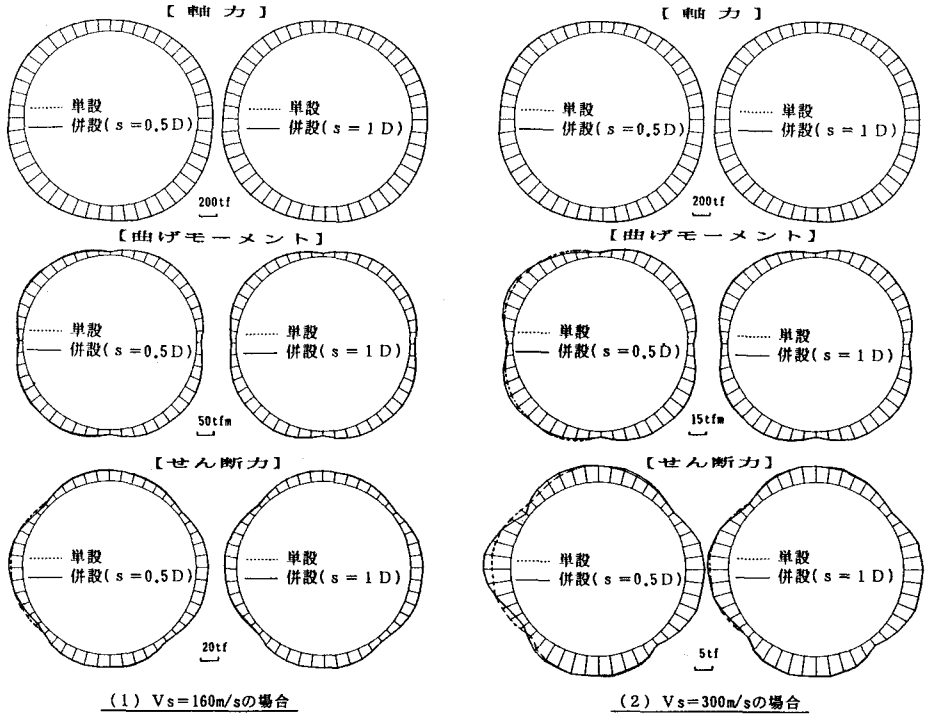 【軸力】
単設
併設(s=0.5D)
単設
併設(s=1D)
200tf
【曲げモーメント】
単設
併設(s=0.5D)
単設
併設(s=1D)
50tfm
【せん断力】
単設
併設(s=0.5D)
単設
併設(s=1D)
20tf
(1) Vs=160m/sの場合
【軸力】
単設
併設(s=0.5D)
単設
併設(s=1D)
200tf
【曲げモーメント】
単設
併設(s=0.5D)
単設
併設(s=1D)
15tfm
【せん断力】
単設
併設(s=0.5D)
単設
併設(s=1D)
5tf
(2) Vs=300m/sの場合